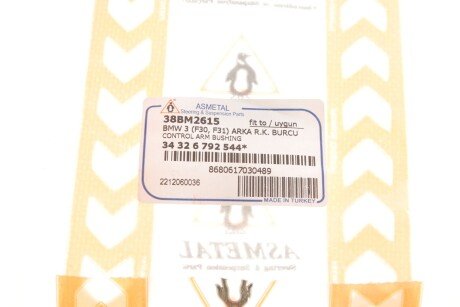 ASMETAL
Steering & Suspension Parts
38BM2615 fit to / uygun
BMW 3 (F30, F31) ARKA R.K. BURCU
CONTROL ARM BUSHING
34 32 6 792 544*
8680617030489
2212060036
MADE IN TURKEY
ASMETAL
Steering & Suspension Parts